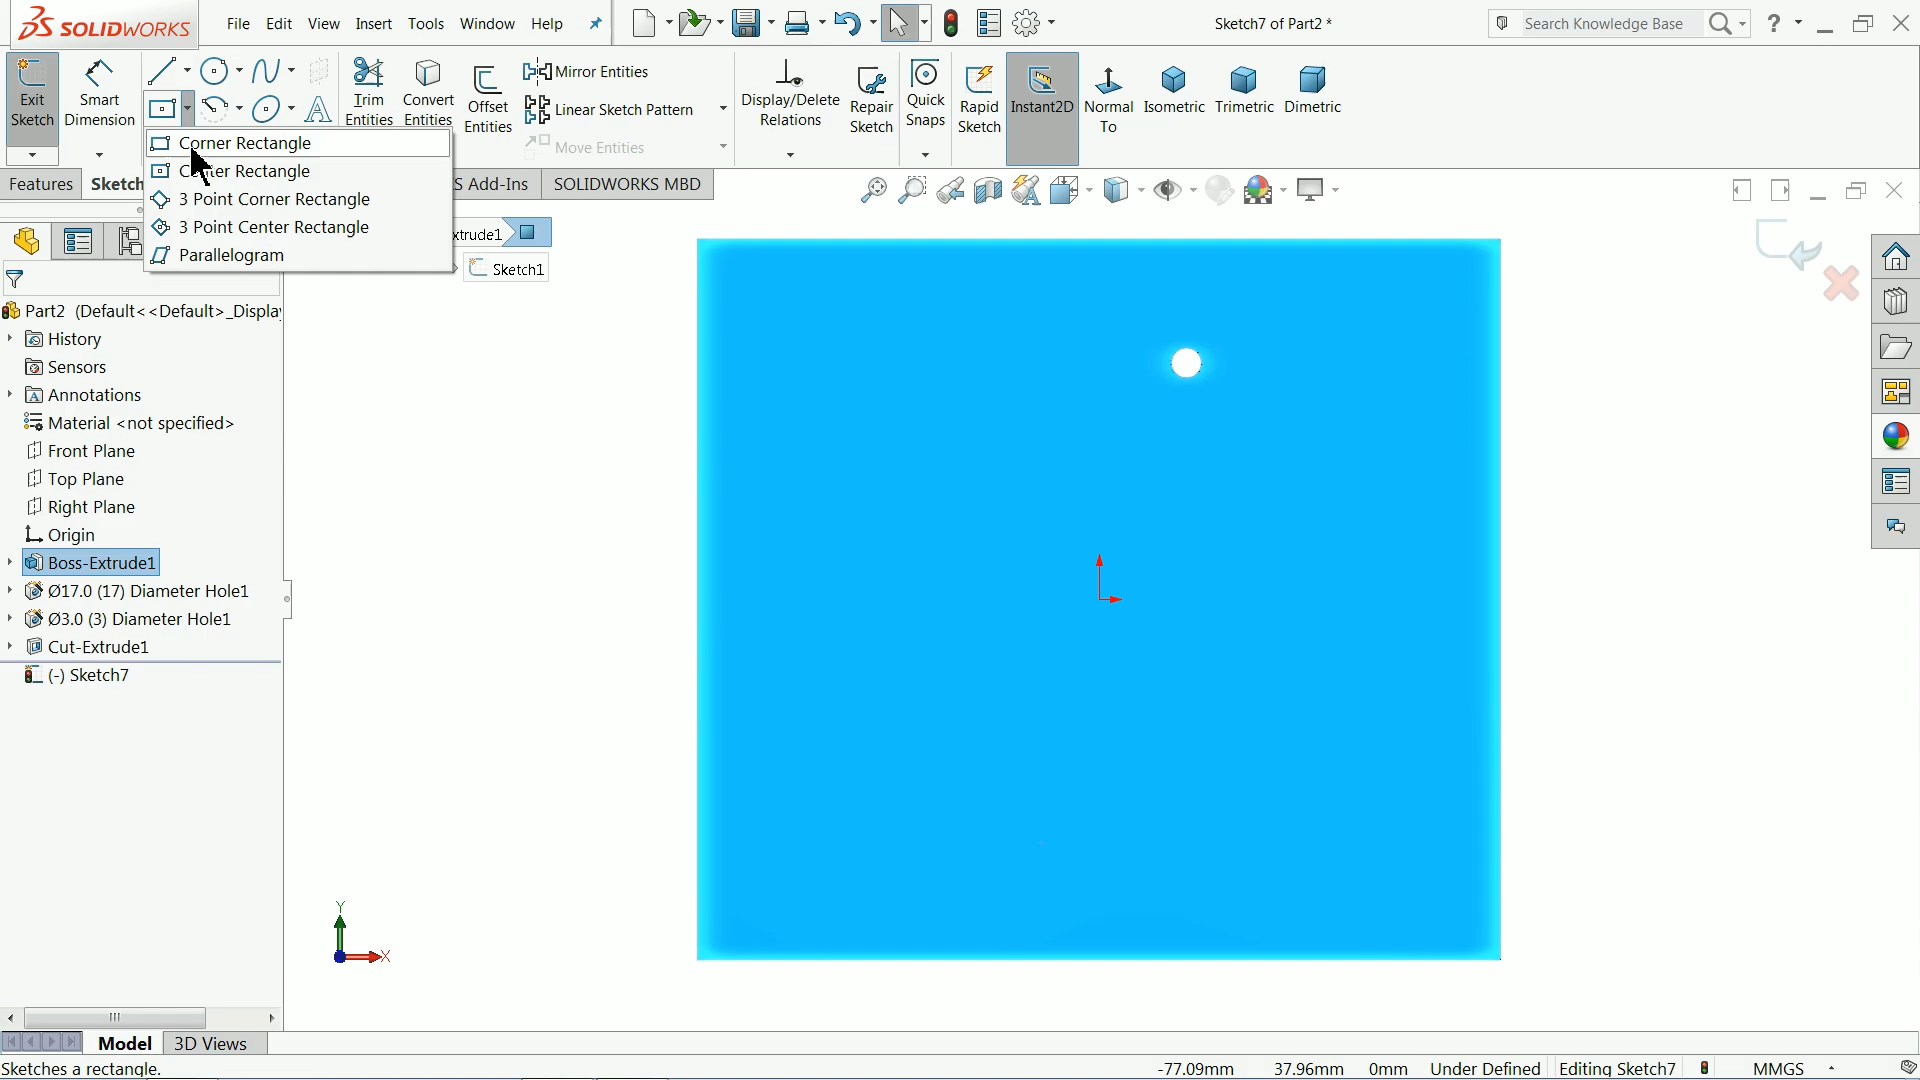 SOLIDWORKS
File
Edit
View
Insert
Tools
Window
Help
Sketch7 of Part2 *
Search Knowledge Base
?
Exit
Sketch
Smart
Dimension
Trim
Entities
Convert
Entities
Offset
Entities
Mirror Entities
Linear Sketch Pattern
Move Entities
Display/Delete
Relations
Repair
Sketch
Quick
Snaps
Rapid
Sketch
Instant2D
Normal
To
Isometric
Trimetric
Dimetric
Corner Rectangle
Rectangle
3 Point Corner Rectangle
3 Point Center Rectangle
Parallelogram
Features
Sketch
S Add-Ins
SOLIDWORKS MBD
xtrude1
Sketch1
Part2 (Default<<Default>_Display
History
Sensors
Annotations
Material <not specified>
Front Plane
Top Plane
Right Plane
Origin
Boss-Extrude1
Ø17.0 (17) Diameter Hole1
Ø3.0 (3) Diameter Hole1
Cut-Extrude1
(-) Sketch7
Y
X
Model
3D Views
Sketches a rectangle.
-77.09mm
37.96mm
0mm
Under Defined
Editing Sketch7
MMGS